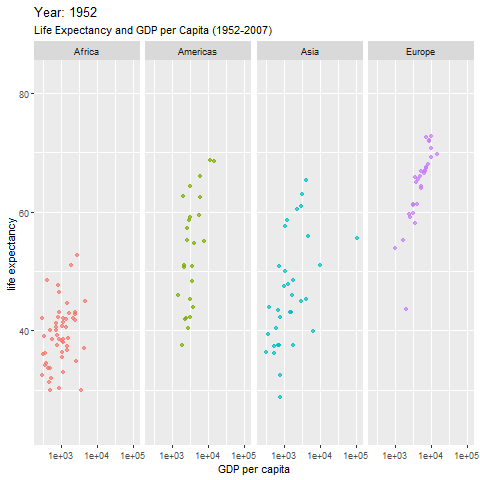 Year: 1952
Life Expectancy and GDP per Capita (1952-2007)
Africa Americas Asia Europe
80
60
40
life expectancy
1e+03 1e+04 1e+05 1e+03 1e+04 1e+05 1e+03 1e+04 1e+05 1e+03 1e+04 1e+05
GDP per capita